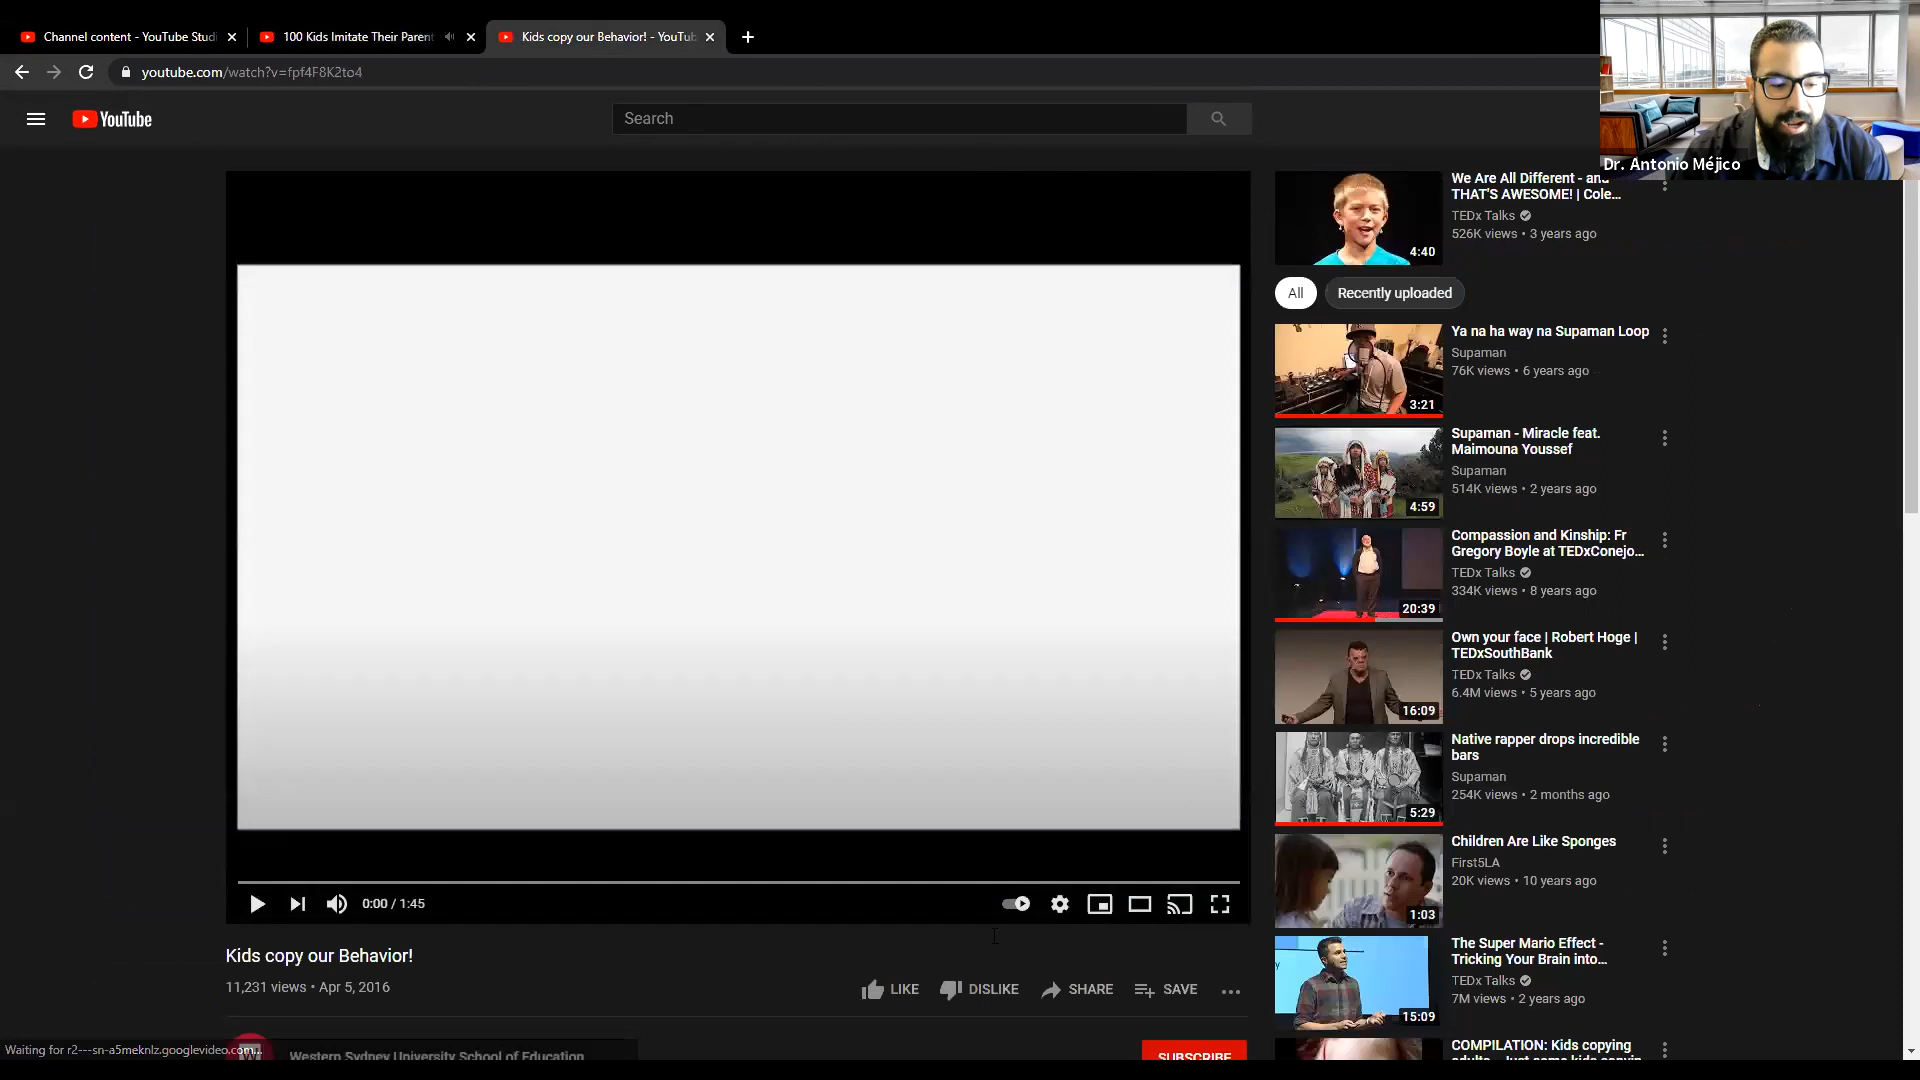 Channel content - YouTube Studi
100 Kids Imitate Their Parent
Kids copy our Behavior! - YouTub
youtube.com/watch?v=fpf4F8K2to4
YouTube
Search
Dr. Antonio Méjico
We Are All Different - and
THAT'S AWESOME! | Cole...
TEDx Talks
526K views • 3 years ago
4:40
All
Recently uploaded
Ya na ha way na Supaman Loop
Supaman
76K views • 6 years ago
3:21
Supaman - Miracle feat.
Maimouna Youssef
Supaman
514K views • 2 years ago
4:59
Compassion and Kinship: Fr
Gregory Boyle at TEDxConejo...
TEDx Talks
334K views • 8 years ago
20:39
Own your face | Robert Hoge |
TEDxSouthBank
TEDx Talks
6.4M views • 5 years ago
16:09
Native rapper drops incredible
bars
Supaman
254K views • 2 months ago
5:29
Children Are Like Sponges
First5LA
20K views • 10 years ago
1:03
The Super Mario Effect -
Tricking Your Brain into...
TEDx Talks
7M views • 2 years ago
15:09
COMPILATION: Kids copying
0:00 / 1:45
Kids copy our Behavior!
11,231 views • Apr 5, 2016
LIKE
DISLIKE
SHARE
SAVE
Western Sydney University School of Education
SUBSCRIBE
Waiting for r2---sn-a5meknlz.googlevideo.com...